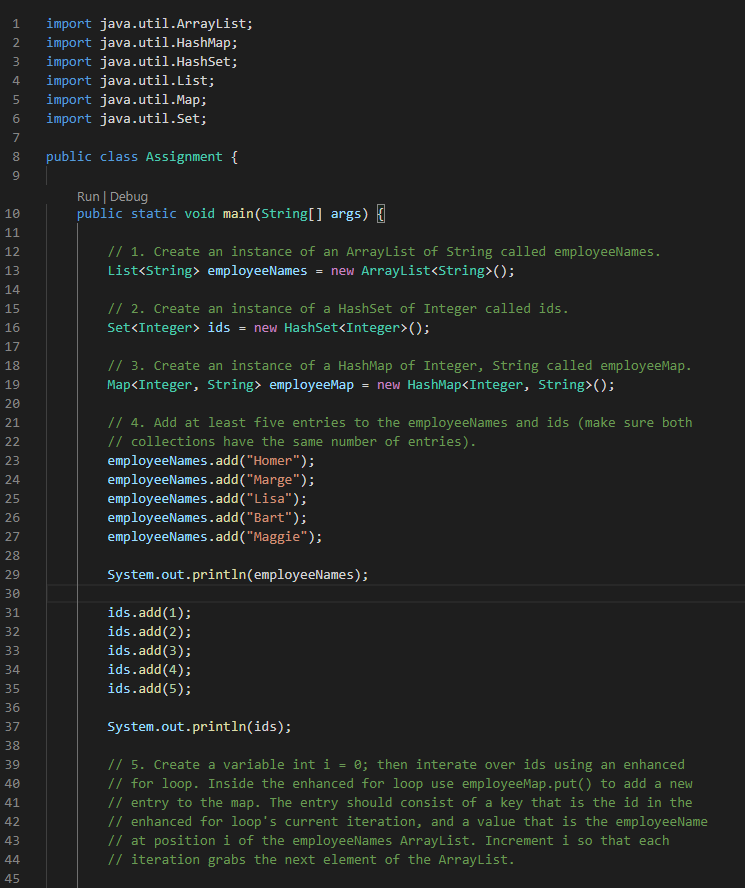 1 import java.util.ArrayList;
2 import java.util.HashMap;
3 import java.util.HashSet;
4 import java.util.List;
5 import java.util.Map;
6 import java.util.Set;
7
8 public class Assignment {
9
Run | Debug
10 public static void main(String[] args) {
11
12 // 1. Create an instance of an ArrayList of String called employeeNames.
13 List<String> employeeNames = new ArrayList<String>();
14
15 // 2. Create an instance of a HashSet of Integer called ids.
16 Set<Integer> ids = new HashSet<Integer>();
17
18 // 3. Create an instance of a HashMap of Integer, String called employeeMap.
19 Map<Integer, String> employeeMap = new HashMap<Integer, String>();
20
21 // 4. Add at least five entries to the employeeNames and ids (make sure both
22 // collections have the same number of entries).
23 employeeNames.add("Homer");
24 employeeNames.add("Marge");
25 employeeNames.add("Lisa");
26 employeeNames.add("Bart");
27 employeeNames.add("Maggie");
28
29 System.out.println(employeeNames);
30
31 ids.add(1);
32 ids.add(2);
33 ids.add(3);
34 ids.add(4);
35 ids.add(5);
36
37 System.out.println(ids);
38
39 // 5. Create a variable int i = 0; then interate over ids using an enhanced
40 // for loop. Inside the enhanced for loop use employeeMap.put() to add a new
41 // entry to the map. The entry should consist of a key that is the id in the
42 // enhanced for loop's current iteration, and a value that is the employeeName
43 // at position i of the employeeNames ArrayList. Increment i so that each
44 // iteration grabs the next element of the ArrayList.
45